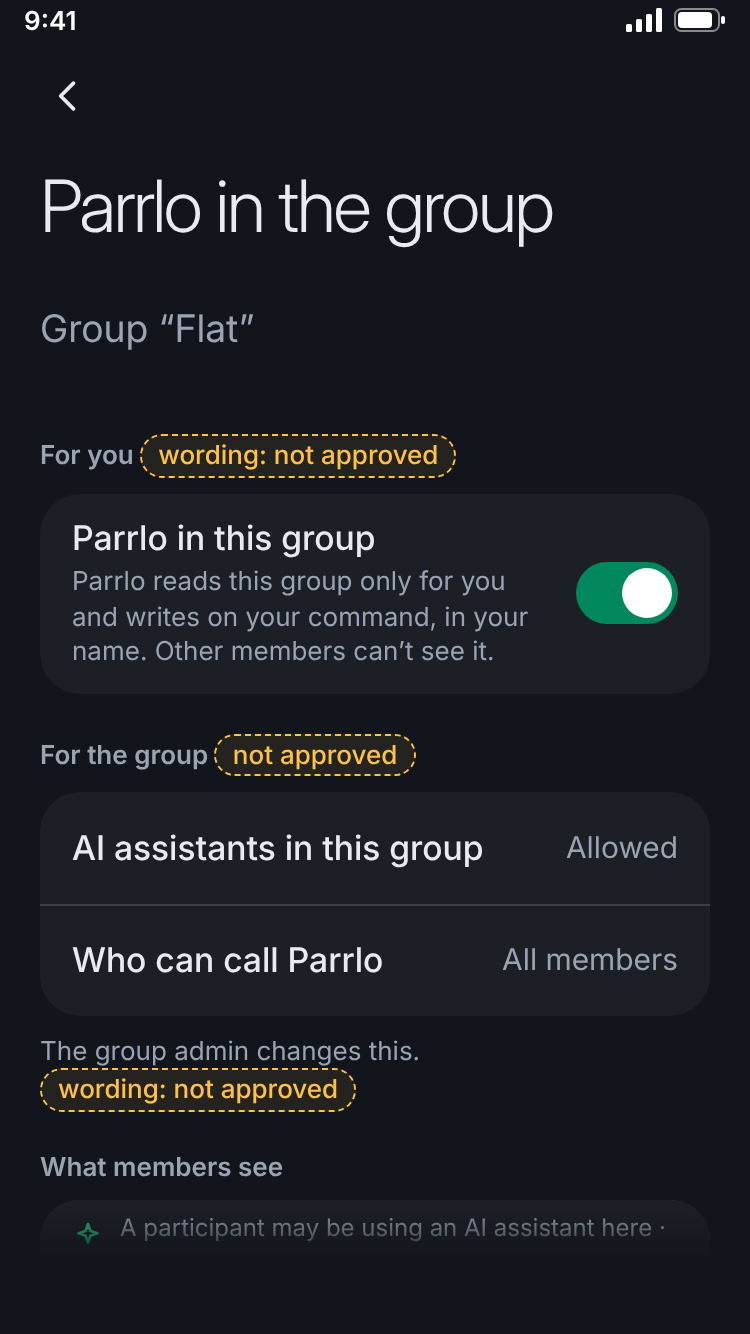 9:41
Parrlo in the group
Group “Flat”
For you wording: not approved
Parrlo in this group
Parrlo reads this group only for you
and writes on your command, in your
name. Other members can’t see it.
For the group not approved
AI assistants in this group Allowed
Who can call Parrlo All members
The group admin changes this.
wording: not approved
What members see
A participant may be using an AI assistant here ·